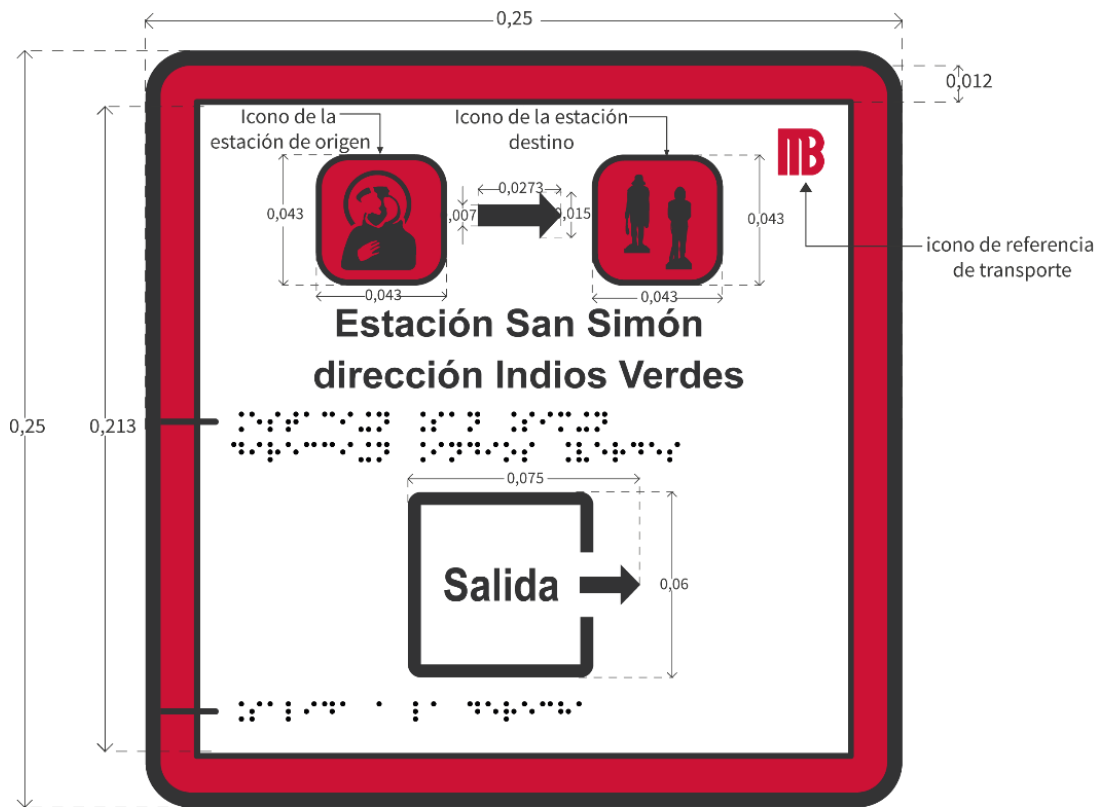 0,25
0,012
Icono de la
estación de origen
Icono de la estación
destino
MB
0,0273
0,043
0,007
0,015
0,043
icono de referencia
de transporte
0,043
0,043
Estación San Simón
dirección Indios Verdes
0,25
0,213
0,075
Salida
0,06